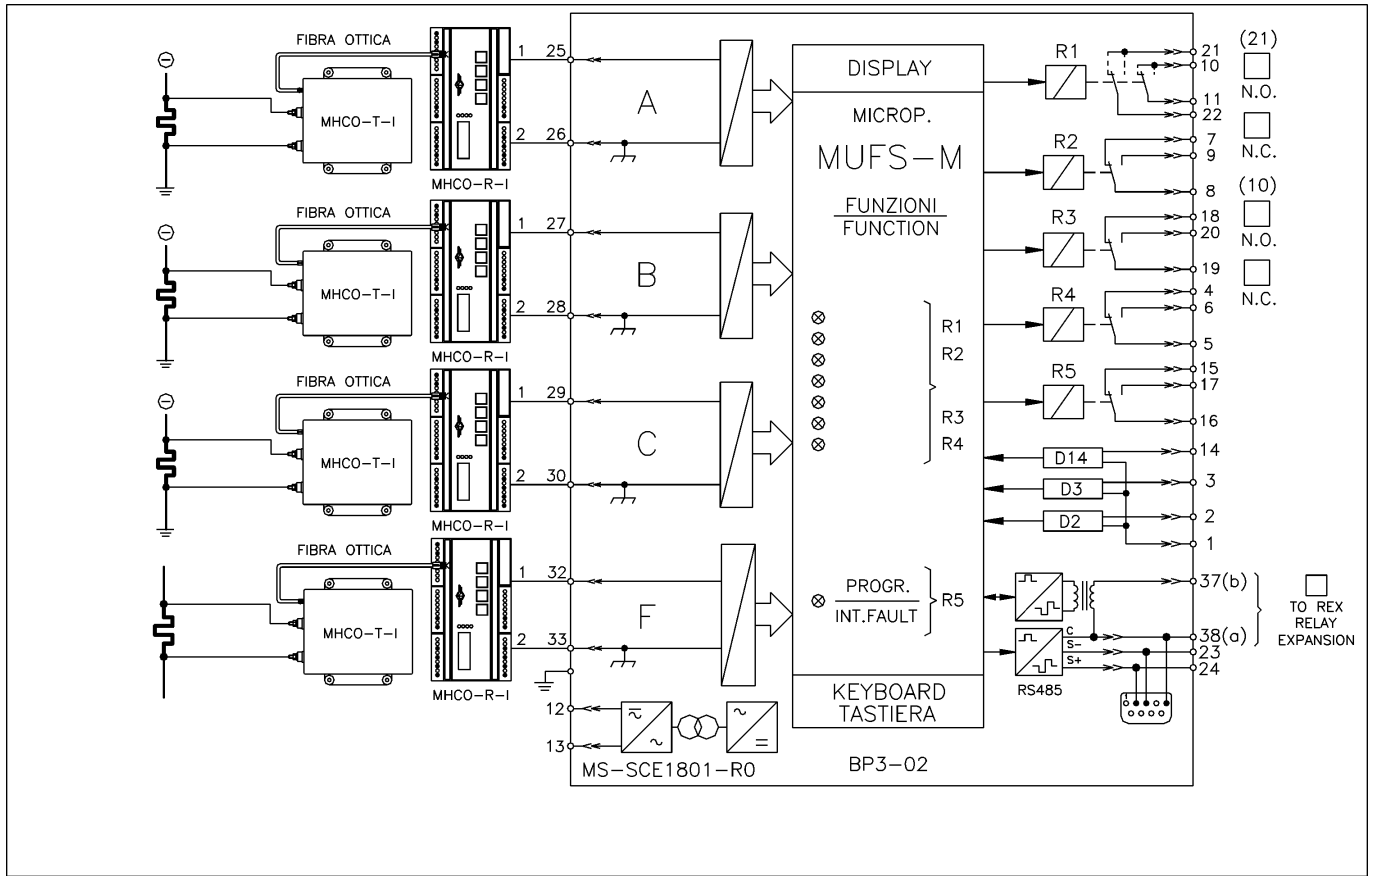 FIBRA OTTICA
MHCO-T-I
MHCO-R-I
1 25
2 26
A
FIBRA OTTICA
MHCO-T-I
MHCO-R-I
1 27
2 28
B
FIBRA OTTICA
MHCO-T-I
MHCO-R-I
1 29
2 30
C
FIBRA OTTICA
MHCO-T-I
MHCO-R-I
1 32
2 33
F
12
13
MS-SCE1801-R0
DISPLAY
MICROP.
MUFS-M
FUNZIONI
FUNCTION
R1
R2
R3
R4
PROGR.
INT.FAULT
R5
KEYBOARD
TASTIERA
BP3-02
R1
21
10
11
22
R2
7
9
8
R3
18
20
19
R4
4
6
5
R5
15
17
16
D14
14
D3
3
D2
2
1
37(b)
C
38(a)
S-
23
S+
24
RS485
1
(21)
N.O.
N.C.
(10)
N.O.
N.C.
TO REX
RELAY
EXPANSION